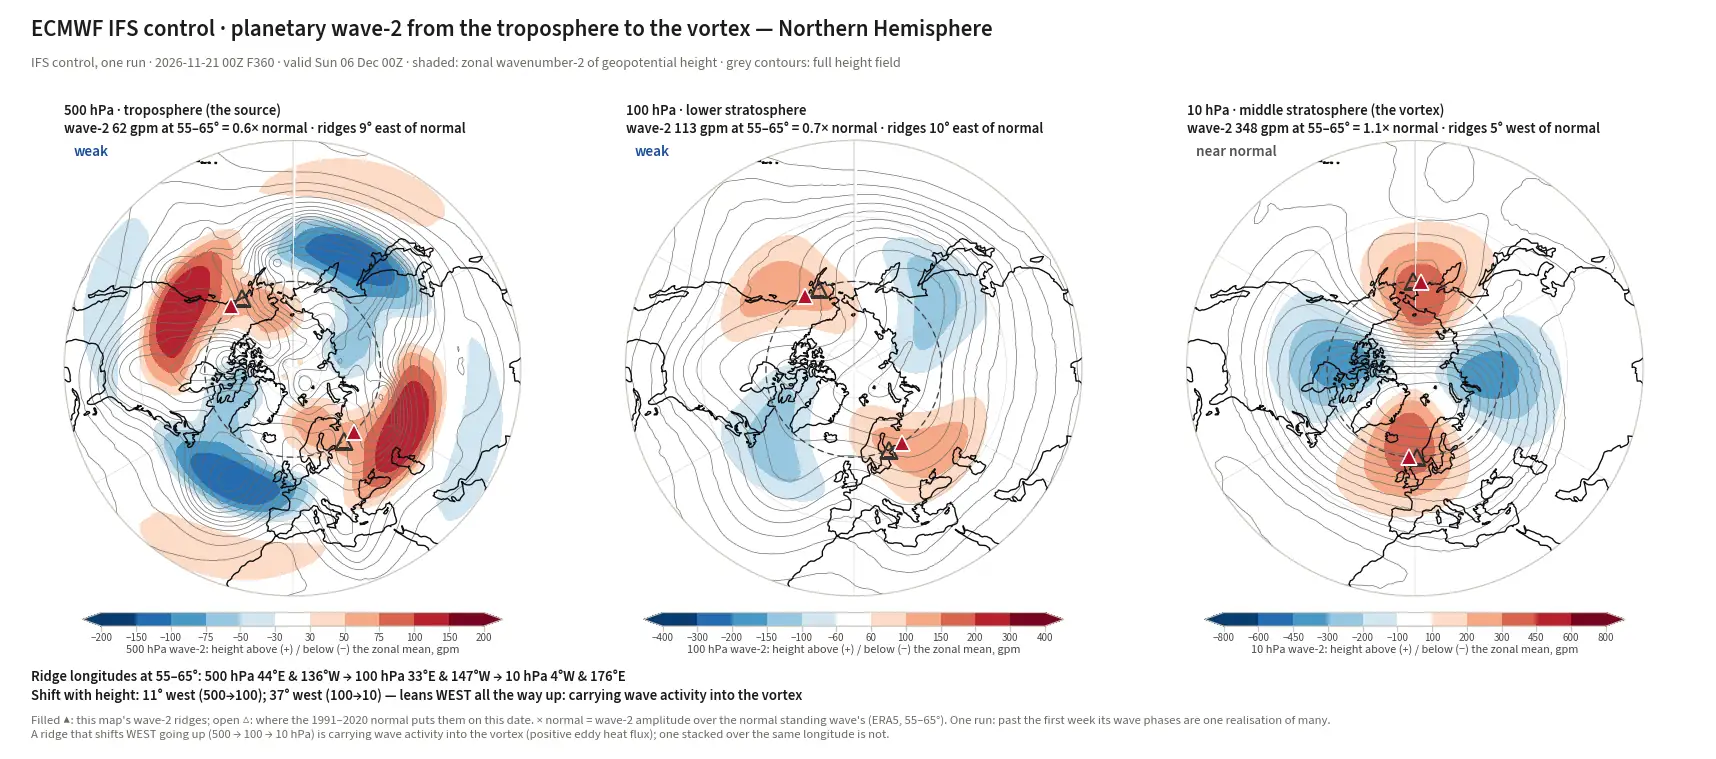 ECMWF IFS control · planetary wave-2 from the troposphere to the vortex — Northern Hemisphere
IFS control, one run · 2026-11-21 00Z F360 · valid Sun 06 Dec 00Z · shaded: zonal wavenumber-2 of geopotential height · grey contours: full height field
500 hPa · troposphere (the source)
wave-2 62 gpm at 55–65° = 0.6× normal · ridges 9° east of normal
weak
100 hPa · lower stratosphere
wave-2 113 gpm at 55–65° = 0.7× normal · ridges 10° east of normal
weak
10 hPa · middle stratosphere (the vortex)
wave-2 348 gpm at 55–65° = 1.1× normal · ridges 5° west of normal
near normal
−200 −150 −100 −75 −50 −30 30 50 75 100 150 200
500 hPa wave-2: height above (+) / below (−) the zonal mean, gpm
−400 −300 −200 −150 −100 −60 60 100 150 200 300 400
100 hPa wave-2: height above (+) / below (−) the zonal mean, gpm
−800 −600 −450 −300 −200 −100 100 200 300 450 600 800
10 hPa wave-2: height above (+) / below (−) the zonal mean, gpm
Ridge longitudes at 55–65°: 500 hPa 44°E & 136°W → 100 hPa 33°E & 147°W → 10 hPa 4°W & 176°E
Shift with height: 11° west (500→100); 37° west (100→10) — leans WEST all the way up: carrying wave activity into the vortex
Filled ▲: this map's wave-2 ridges; open △: where the 1991–2020 normal puts them on this date. × normal = wave-2 amplitude over the normal standing wave's (ERA5, 55–65°). One run: past the first week its wave phases are one realisation of many.
A ridge that shifts WEST going up (500 → 100 → 10 hPa) is carrying wave activity into the vortex (positive eddy heat flux); one stacked over the same longitude is not.